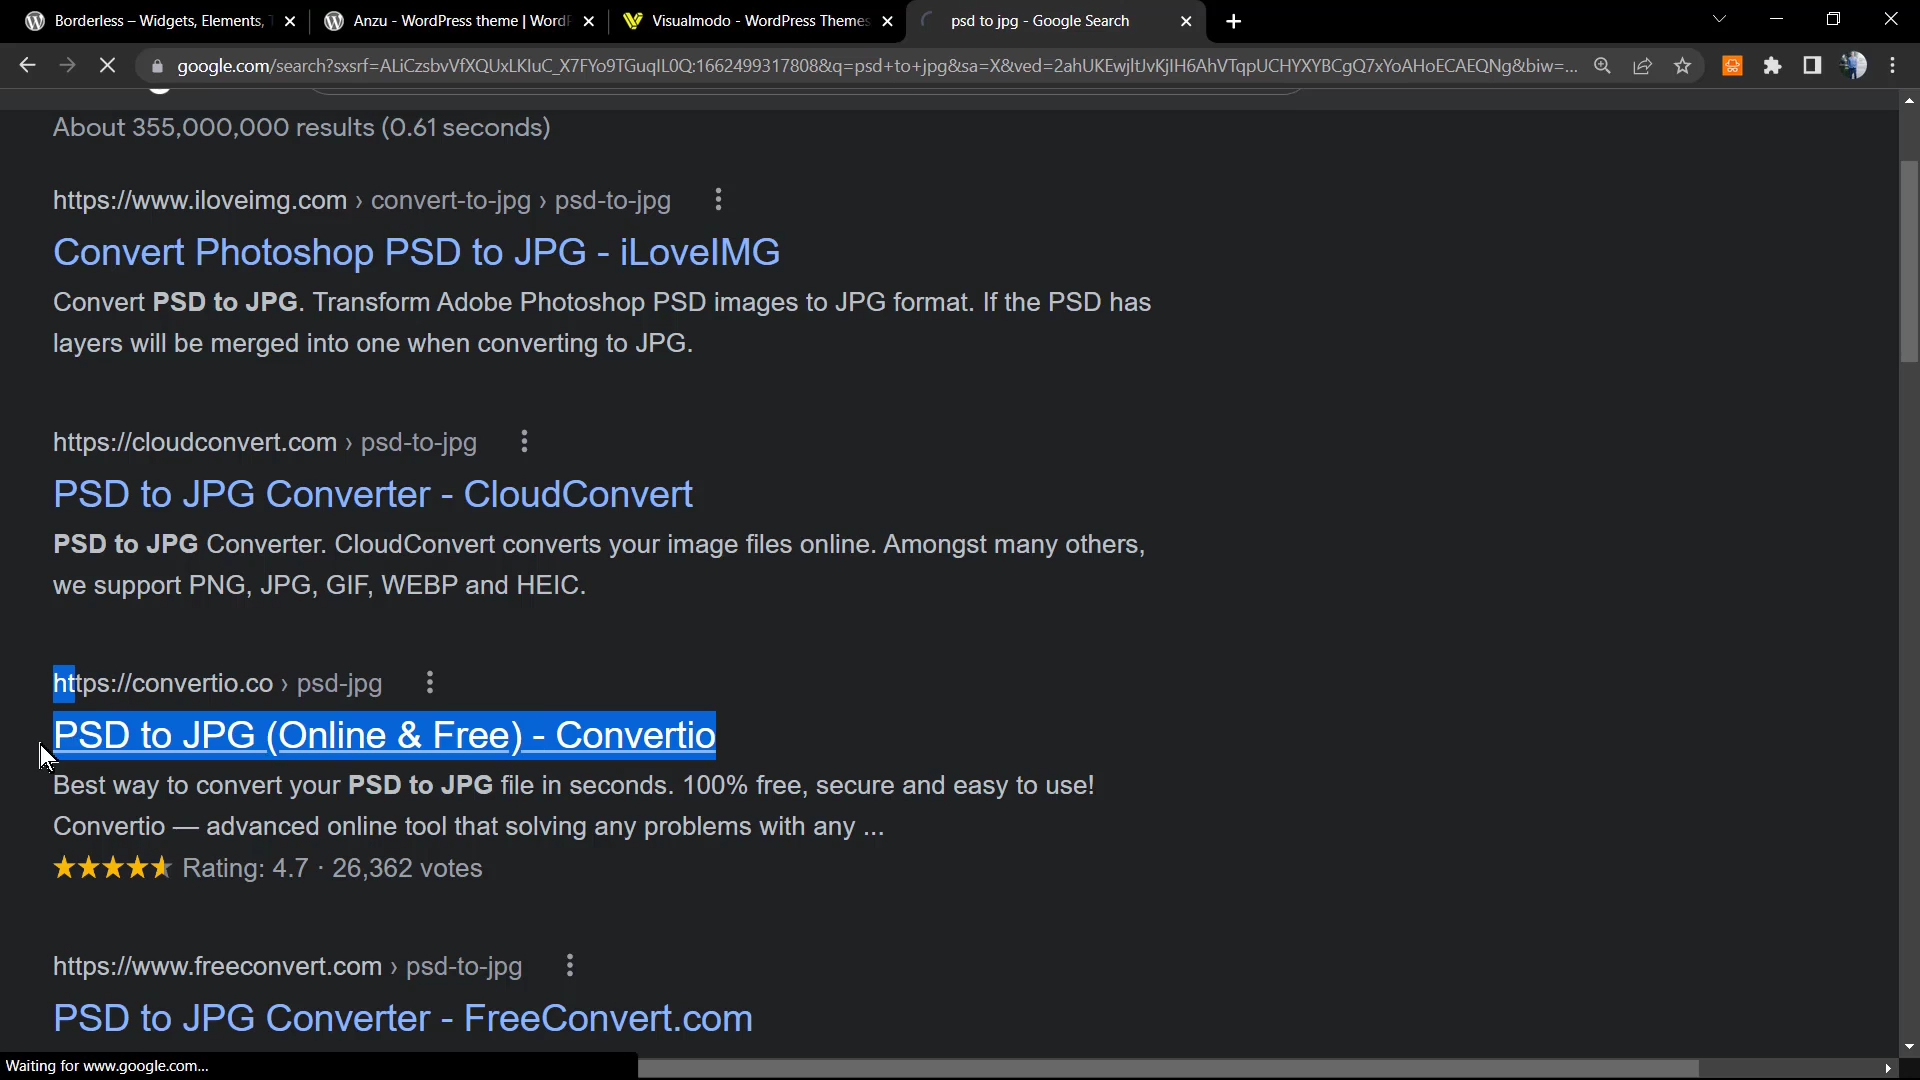 Borderless – Widgets, Elements,
Anzu - WordPress theme | Word
Visualmodo - WordPress Themes
psd to jpg - Google Search
google.com/search?sxsrf=ALiCzsbvVfXQUxLKIuC_X7FYo9TGuqIL0Q:1662499317808&q=psd+to+jpg&sa=X&ved=2ahUKEwjItJvKjIH6AhVTqpUCHYXYBCgQ7xYoAHoECAEQNg&biw=...
About 355,000,000 results (0.61 seconds)
https://www.iloveimg.com › convert-to-jpg › psd-to-jpg
Convert Photoshop PSD to JPG - iLoveIMG
Convert PSD to JPG. Transform Adobe Photoshop PSD images to JPG format. If the PSD has
layers will be merged into one when converting to JPG.
https://cloudconvert.com › psd-to-jpg
PSD to JPG Converter - CloudConvert
PSD to JPG Converter. CloudConvert converts your image files online. Amongst many others,
we support PNG, JPG, GIF, WEBP and HEIC.
https://convertio.co › psd-jpg
PSD to JPG (Online & Free) - Convertio
Best way to convert your PSD to JPG file in seconds. 100% free, secure and easy to use!
Convertio — advanced online tool that solving any problems with any ...
Rating: 4.7 · 26,362 votes
https://www.freeconvert.com › psd-to-jpg
PSD to JPG Converter - FreeConvert.com
Waiting for www.google.com...